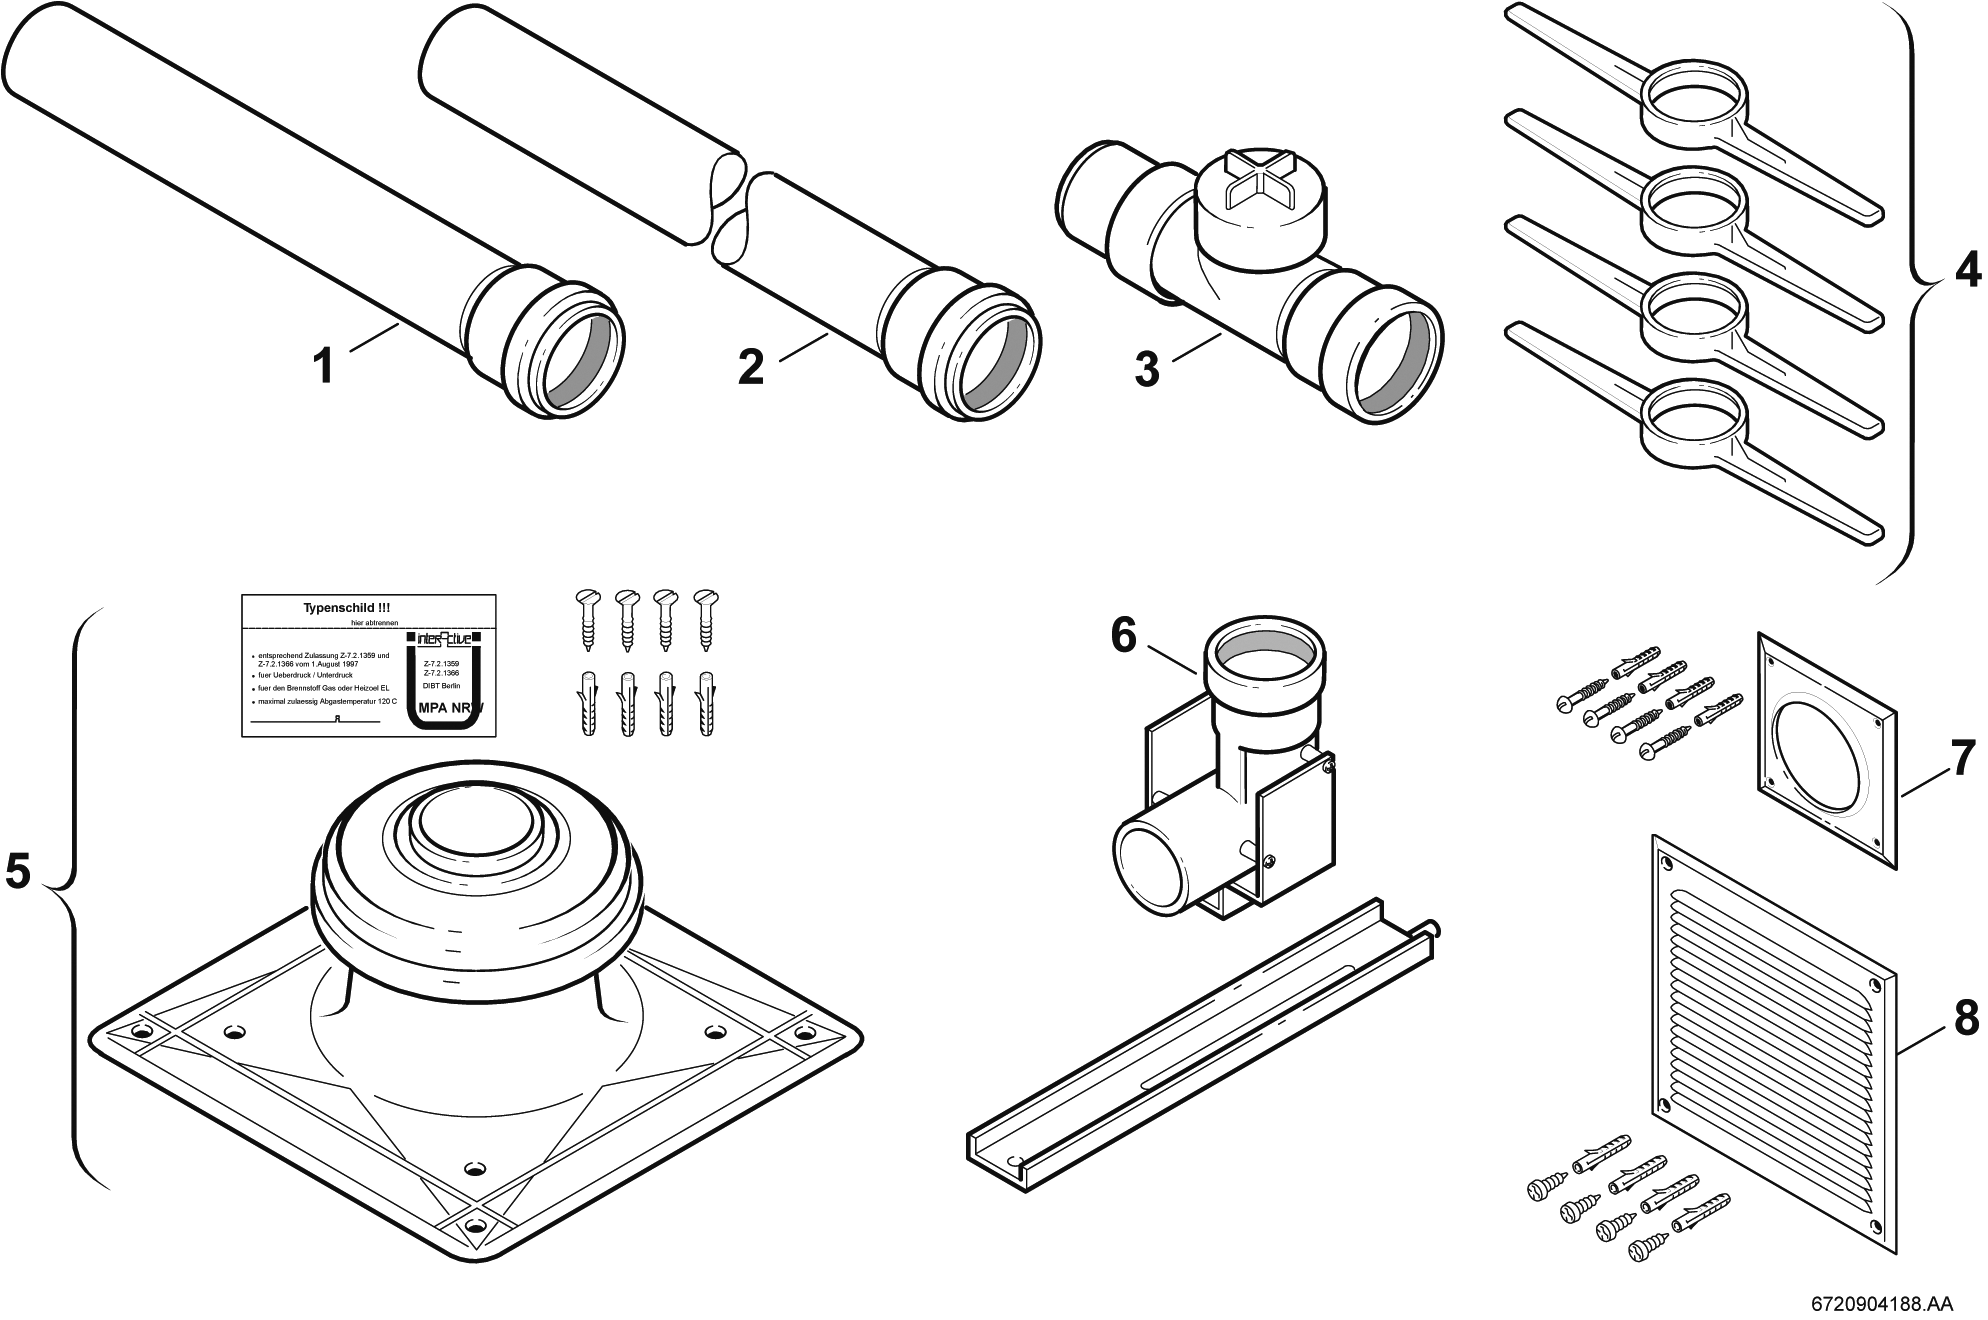 1
2
3
4
5
Typenschild !!!
hier abtrennen
• entsprechend Zulassung Z-7.2.1359 und
Z-7.2.1366 vom 1.August 1997
• fuer Ueberdruck / Unterdruck
• fuer den Brennstoff Gas oder Heizoel EL
• maximal zulaessig Abgastemperatur 120 C
interactive
Z-7.2.1359
Z-7.2.1366
DIBT Berlin
MPA NRW
6
7
8
6720904188.AA